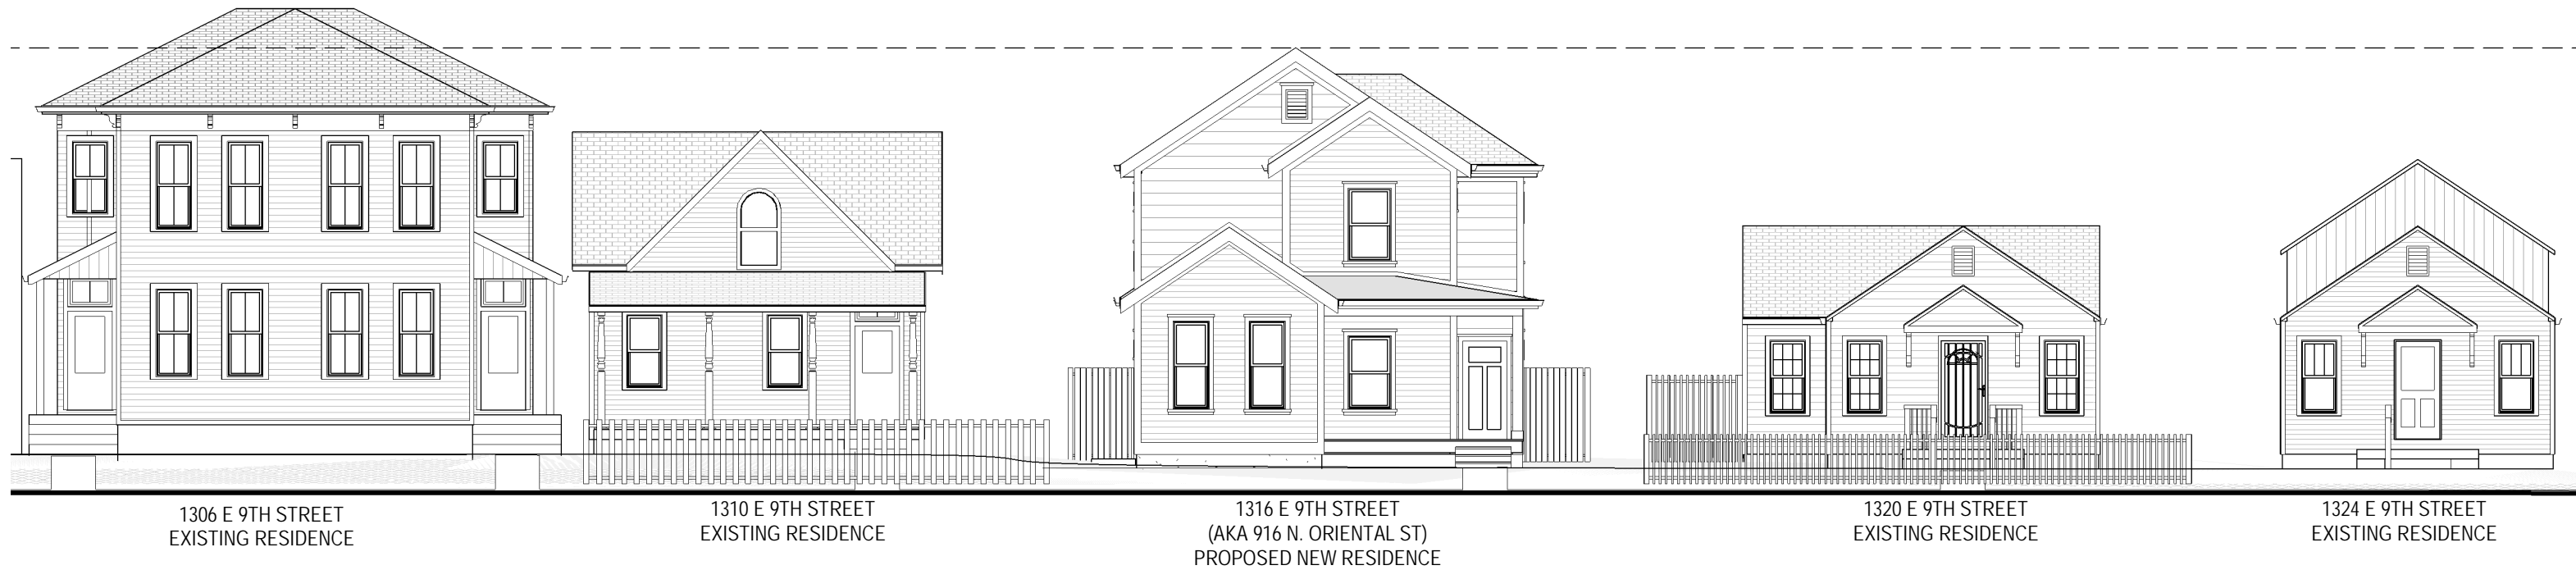 1306 E 9TH STREET
EXISTING RESIDENCE
1310 E 9TH STREET
EXISTING RESIDENCE
1316 E 9TH STREET
(AKA 916 N. ORIENTAL ST)
PROPOSED NEW RESIDENCE
1320 E 9TH STREET
EXISTING RESIDENCE
1324 E 9TH STREET
EXISTING RESIDENCE